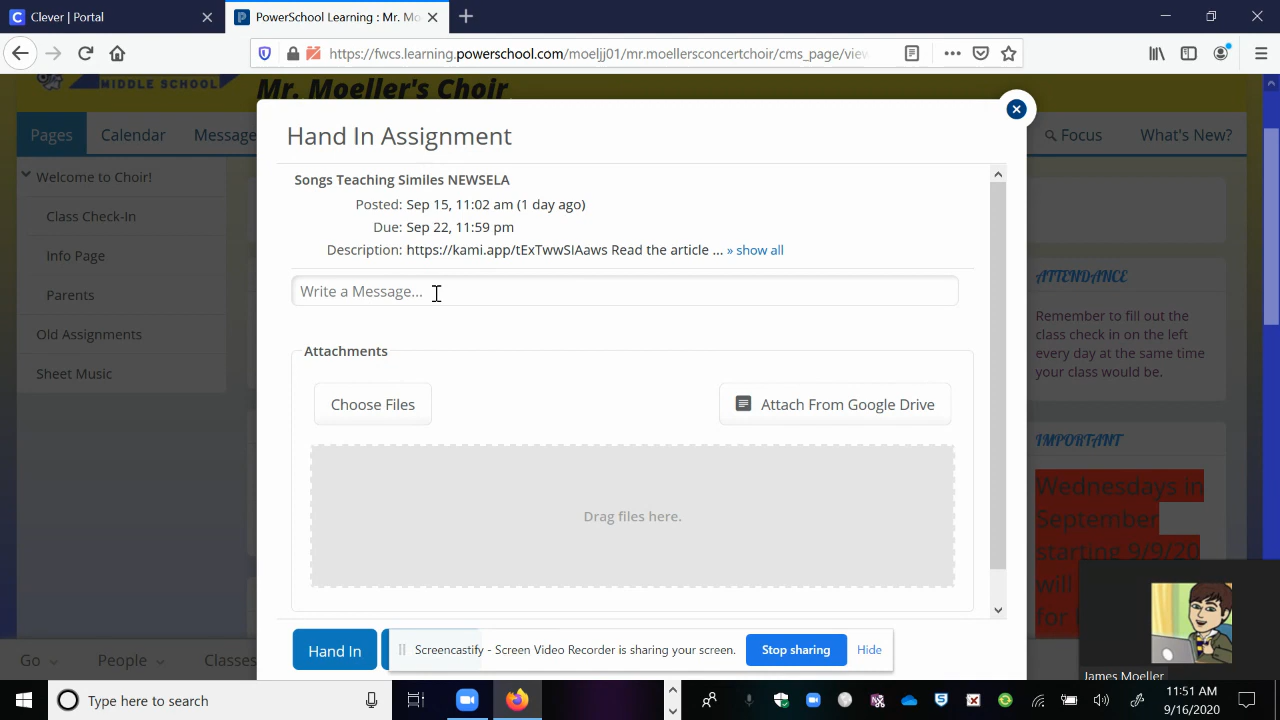 Clever | Portal
PowerSchool Learning : Mr. Mo
https://fwcs.learning.powerschool.com/moeljj01/mr.moellersconcertchoir/cms_page/view
MIDDLE SCHOOL
Mr. Moeller's Choir
Pages Calendar Message Focus What's New?
Welcome to Choir!
Class Check-In
Info Page
Parents
Old Assignments
Sheet Music
Hand In Assignment
Songs Teaching Similes NEWSELA
Posted: Sep 15, 11:02 am (1 day ago)
Due: Sep 22, 11:59 pm
Description: https://kami.app/tExTwwSIAaws Read the article ... » show all
Write a Message...
Attachments
Choose Files
Attach From Google Drive
Drag files here.
Hand In
ATTENDANCE
Remember to fill out the
class check in on the left
every day at the same time
your class would be.
IMPORTANT
Wednesdays in
September
starting 9/9/20
will
for
Screencastify - Screen Video Recorder is sharing your screen. Stop sharing Hide
James Moeller
Go People Classes
Type here to search
11:51 AM
9/16/2020